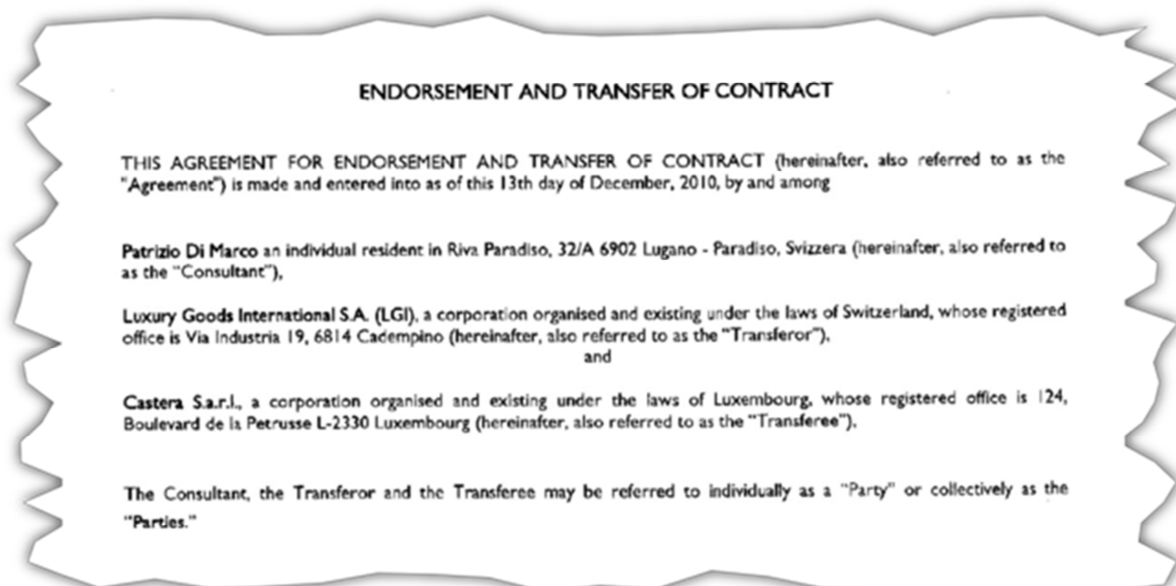 ENDORSEMENT AND TRANSFER OF CONTRACT
THIS AGREEMENT FOR ENDORSEMENT AND TRANSFER OF CONTRACT (hereinafter, also referred to as the
"Agreement") is made and entered into as of this 13th day of December, 2010, by and among
Patrizio Di Marco an individual resident in Riva Paradiso, 32/A 6902 Lugano - Paradiso, Svizzera (hereinafter, also referred to
as the "Consultant"),
Luxury Goods International S.A. (LGI), a corporation organised and existing under the laws of Switzerland, whose registered
office is Via Industria 19, 6814 Cadempino (hereinafter, also referred to as the "Transferor"),
and
Castera S.a.r.l., a corporation organised and existing under the laws of Luxembourg, whose registered office is 124,
Boulevard de la Petrusse L-2330 Luxembourg (hereinafter, also referred to as the "Transferee"),
The Consultant, the Transferor and the Transferee may be referred to individually as a "Party" or collectively as the
"Parties."